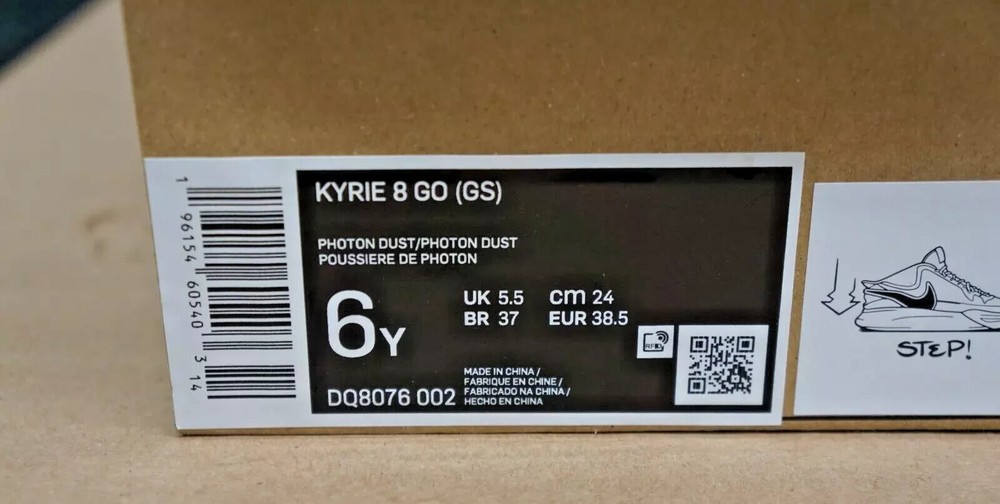 KYRIE 8 GO (GS)
PHOTON DUST/PHOTON DUST
POUSSIERE DE PHOTON
6Y
UK 5.5 cm 24
BR 37 EUR 38.5
RFID
MADE IN CHINA /
FABRIQUE EN CHINE /
FABRICADO NA CHINA /
HECHO EN CHINA
DQ8076 002
1 96154 60540 3 14
STEP!